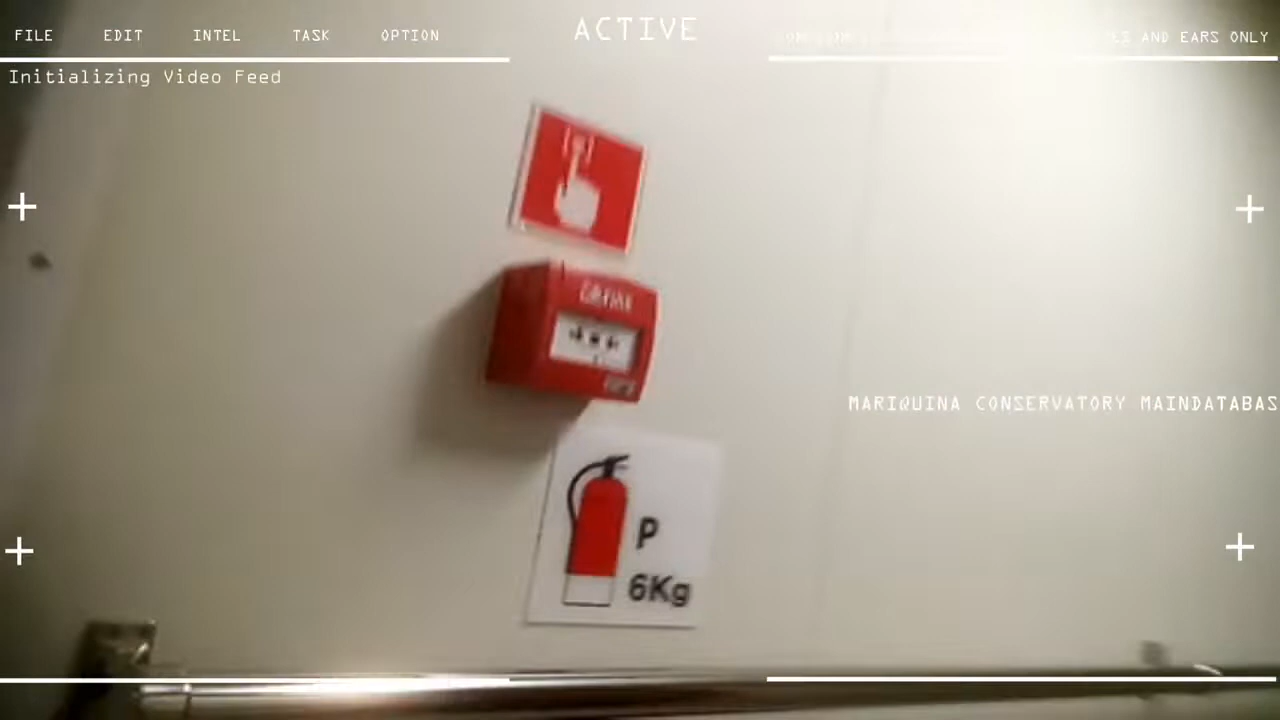 FILE EDIT INTEL TASK OPTION
ACTIVE
AND EARS ONLY
Initializing Video Feed
MARIQUINA CONSERVATORY MAINDATABAS
P
6Kg